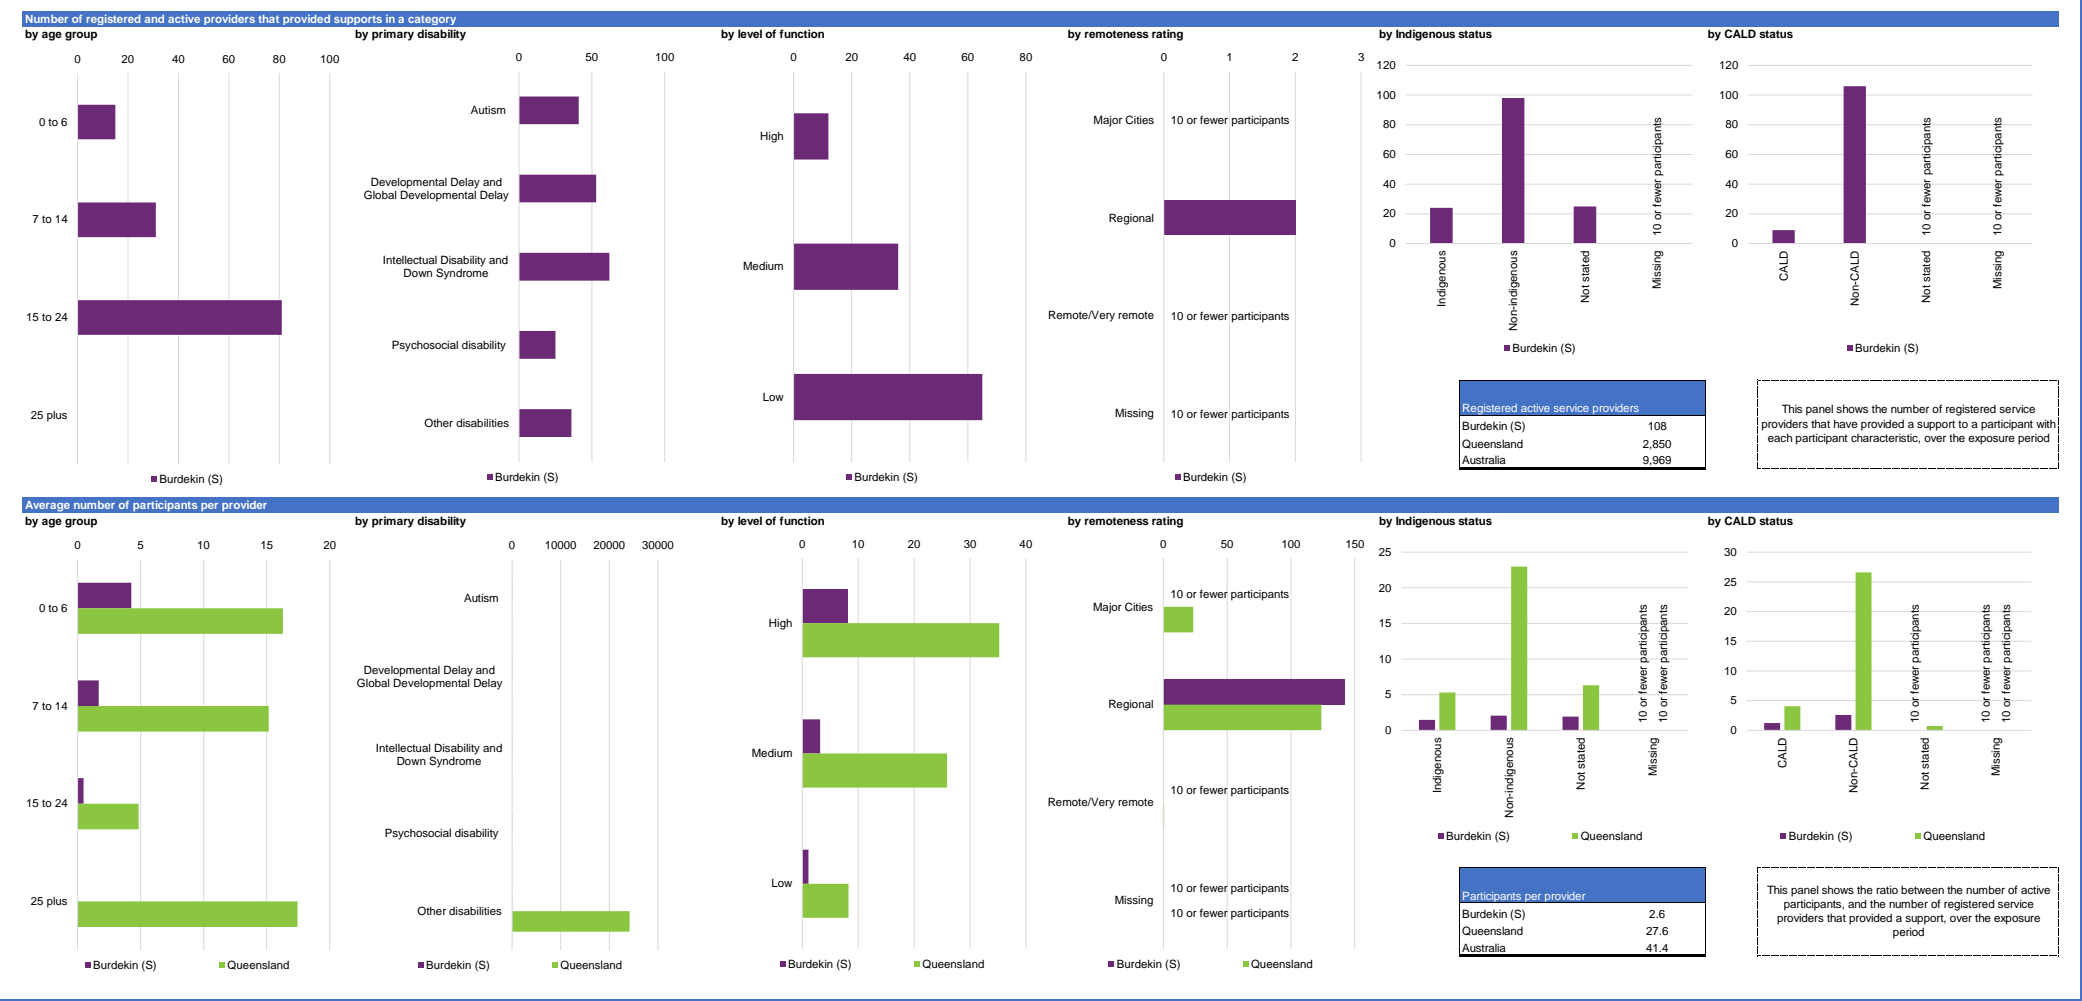 Number of registered and active providers that provided supports in a category
by age group
0 20 40 60 80 100
0 to 6
7 to 14
15 to 24
25 plus
Burdekin (S)
by primary disability
0 50 100
Autism
Developmental Delay and
Global Developmental Delay
Intellectual Disability and
Down Syndrome
Psychosocial disability
Other disabilities
Burdekin (S)
by level of function
0 20 40 60 80
High
Medium
Low
Burdekin (S)
by remoteness rating
0 1 2 3
Major Cities 10 or fewer participants
Regional
Remote/Very remote 10 or fewer participants
Missing 10 or fewer participants
Burdekin (S)
by Indigenous status
120
100
80
60
40
20
0
10 or fewer participants
Indigenous
Non-indigenous
Not stated
Missing
Burdekin (S)
by CALD status
120
100
80
60
40
20
0
10 or fewer participants
10 or fewer participants
CALD
Non-CALD
Not stated
Missing
Burdekin (S)
Registered active service providers
Burdekin (S) 108
Queensland 2,850
Australia 9,969
This panel shows the number of registered service
providers that have provided a support to a participant with
each participant characteristic, over the exposure period
Average number of participants per provider
by age group
0 5 10 15 20
0 to 6
7 to 14
15 to 24
25 plus
Burdekin (S) Queensland
by primary disability
0 10000 20000 30000
Autism
Developmental Delay and
Global Developmental Delay
Intellectual Disability and
Down Syndrome
Psychosocial disability
Other disabilities
Burdekin (S) Queensland
by level of function
0 10 20 30 40
High
Medium
Low
Burdekin (S) Queensland
by remoteness rating
0 50 100 150
10 or fewer participants
Major Cities
Regional
10 or fewer participants
Remote/Very remote
10 or fewer participants
Missing
10 or fewer participants
Burdekin (S) Queensland
by Indigenous status
25
20
15
10
5
0
10 or fewer participants
10 or fewer participants
Indigenous
Non-indigenous
Not stated
Missing
Burdekin (S) Queensland
by CALD status
30
25
20
15
10
5
0
10 or fewer participants
10 or fewer participants
10 or fewer participants
CALD
Non-CALD
Not stated
Missing
Burdekin (S) Queensland
Participants per provider
Burdekin (S) 2.6
Queensland 27.6
Australia 41.4
This panel shows the ratio between the number of active
participants, and the number of registered service
providers that provided a support, over the exposure
period